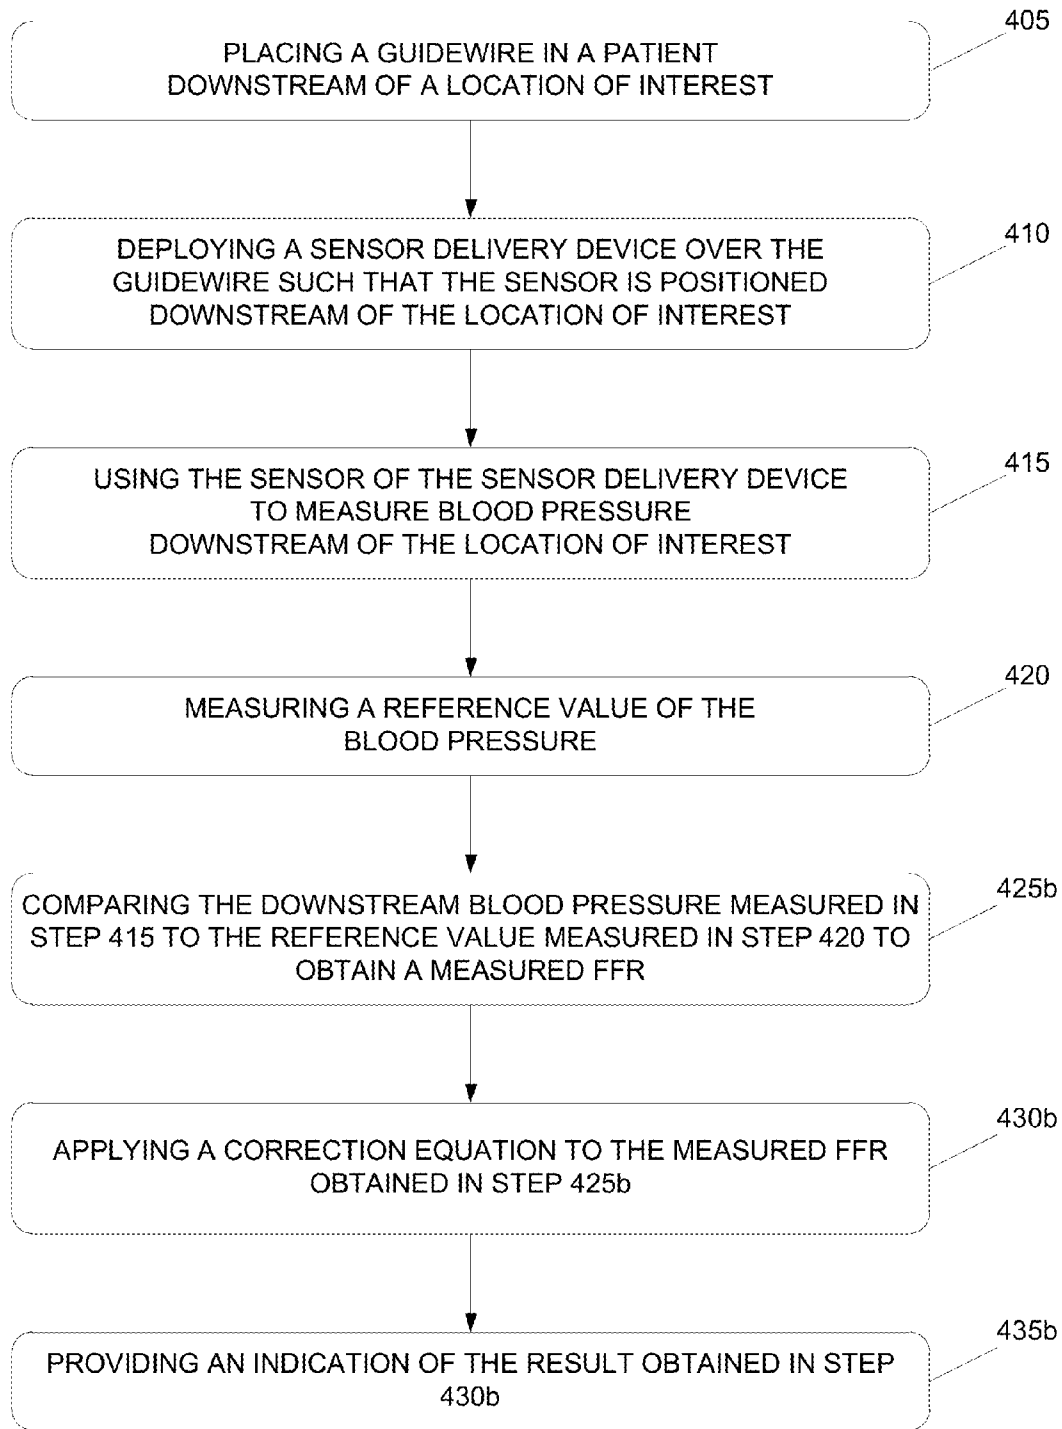 405
PLACING A GUIDEWIRE IN A PATIENT
DOWNSTREAM OF A LOCATION OF INTEREST
410
DEPLOYING A SENSOR DELIVERY DEVICE OVER THE
GUIDEWIRE SUCH THAT THE SENSOR IS POSITIONED
DOWNSTREAM OF THE LOCATION OF INTEREST
415
USING THE SENSOR OF THE SENSOR DELIVERY DEVICE
TO MEASURE BLOOD PRESSURE
DOWNSTREAM OF THE LOCATION OF INTEREST
420
MEASURING A REFERENCE VALUE OF THE
BLOOD PRESSURE
425b
COMPARING THE DOWNSTREAM BLOOD PRESSURE MEASURED IN
STEP 415 TO THE REFERENCE VALUE MEASURED IN STEP 420 TO
OBTAIN A MEASURED FFR
430b
APPLYING A CORRECTION EQUATION TO THE MEASURED FFR
OBTAINED IN STEP 425b
435b
PROVIDING AN INDICATION OF THE RESULT OBTAINED IN STEP
430b